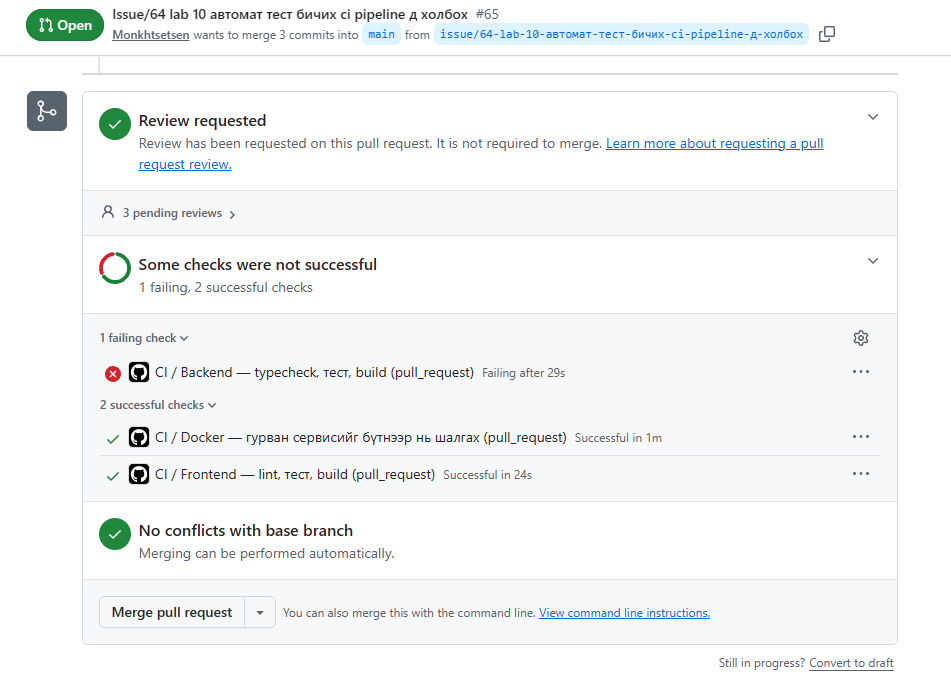 Open
Issue/64 lab 10 автомат тест бичих ci pipeline д холбох #65
Monkhtsetsen wants to merge 3 commits into main from issue/64-lab-10-автомат-тест-бичих-ci-pipeline-д-холбох
Review requested
Review has been requested on this pull request. It is not required to merge. Learn more about requesting a pull
request review.
3 pending reviews
Some checks were not successful
1 failing, 2 successful checks
1 failing check
CI / Backend — typecheck, тест, build (pull_request) Failing after 29s
2 successful checks
CI / Docker — гурван сервисийг бүтнээр нь шалгах (pull_request) Successful in 1m
CI / Frontend — lint, тест, build (pull_request) Successful in 24s
No conflicts with base branch
Merging can be performed automatically.
Merge pull request
You can also merge this with the command line. View command line instructions.
Still in progress? Convert to draft